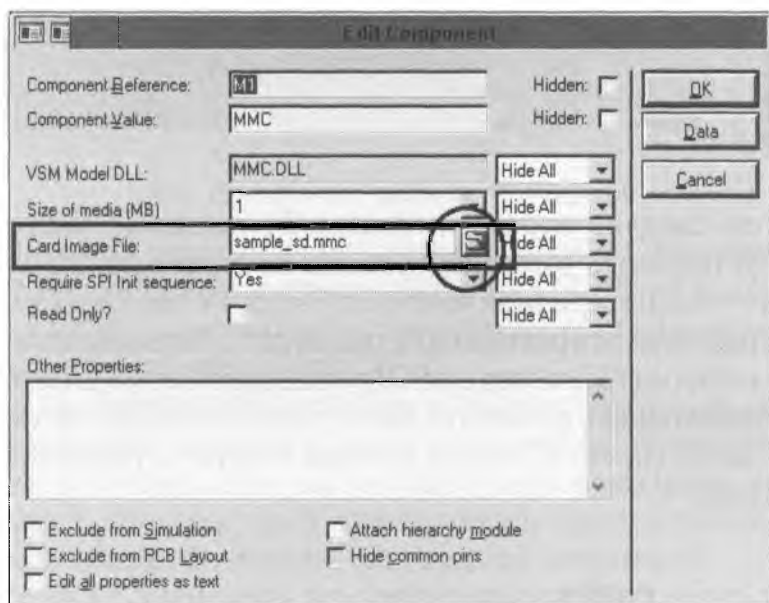 Edit Component
Component Reference: M1 Hidden:
Component Value: MMC Hidden:
OK
Data
Cancel
VSM Model DLL: MMC.DLL Hide All
Size of media (MB) 1 Hide All
Card Image File: sample_sd.mmc Hide All
Require SPI Init sequence: Yes Hide All
Read Only? Hide All
Other Properties:
Exclude from Simulation Attach hierarchy module
Exclude from PCB Layout Hide common pins
Edit all properties as text